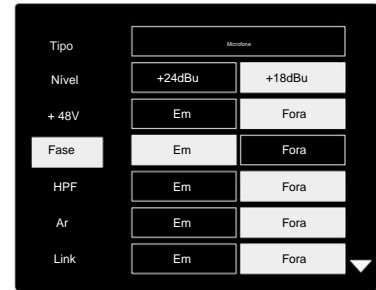 Tipo Microfone
Nível +24dBu +18dBu
+ 48V Em Fora
Fase Em Fora
HPF Em Fora
Ar Em Fora
Link Em Fora